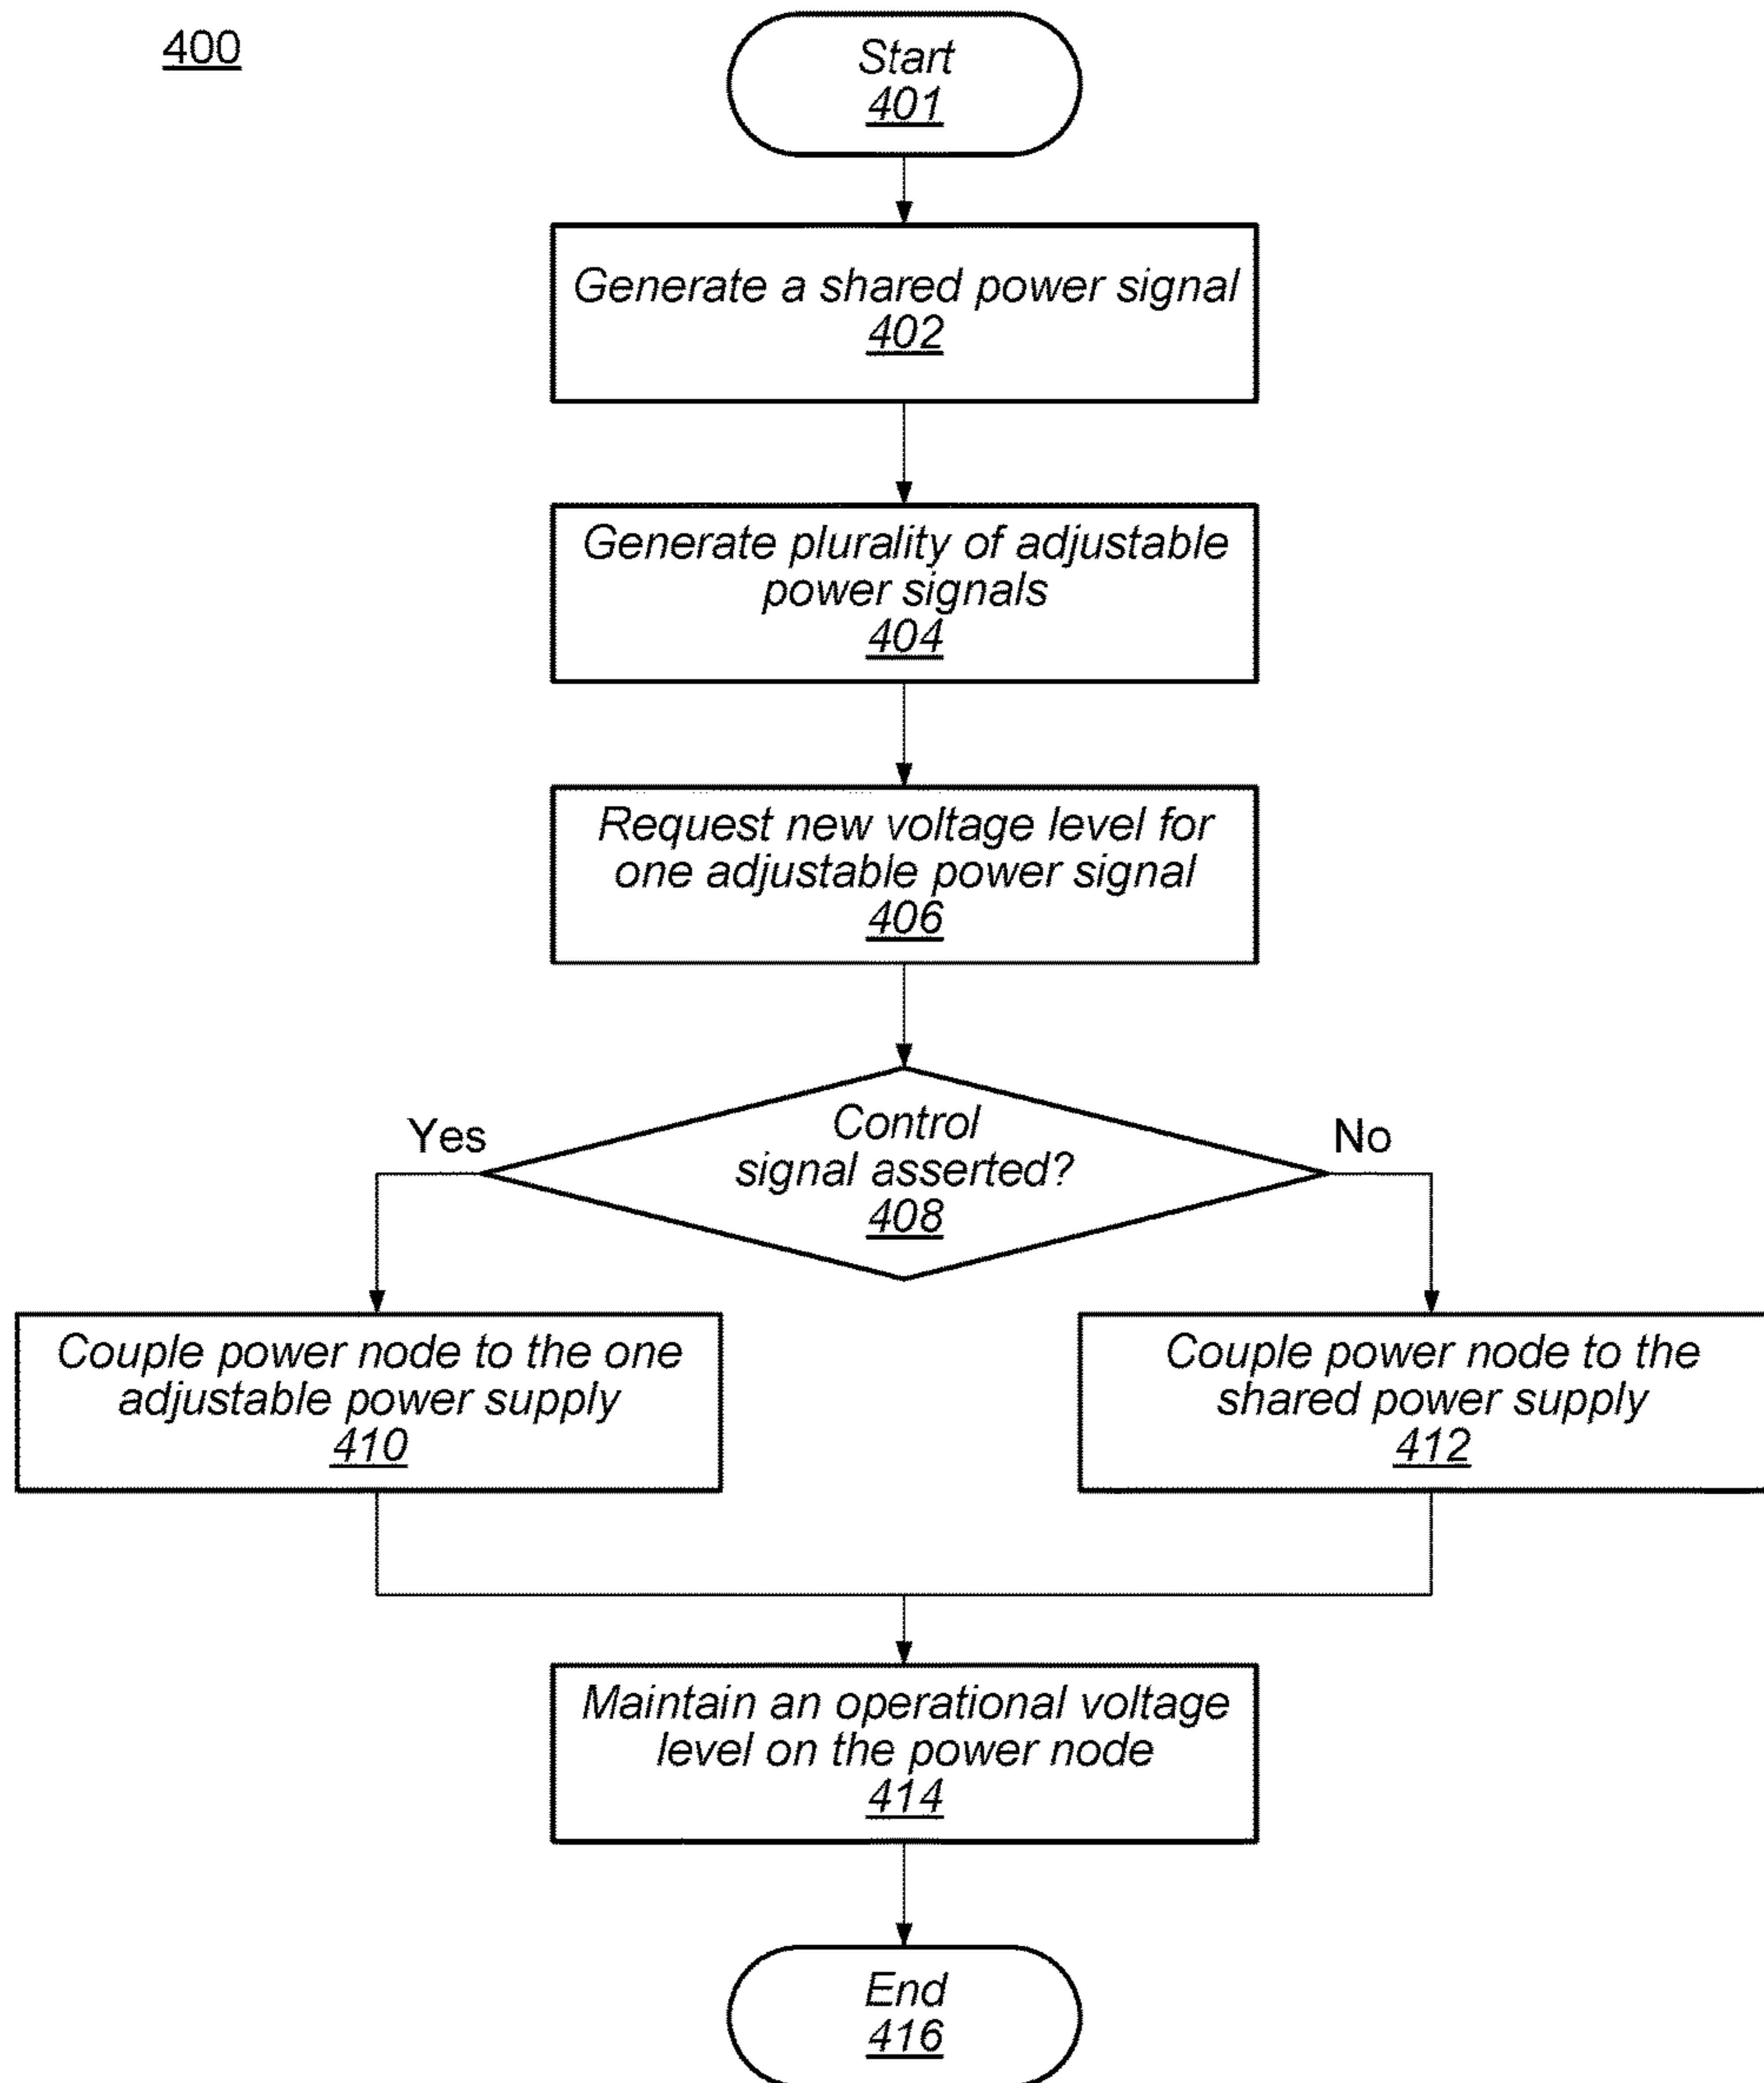 400
Start
401
Generate a shared power signal
402
Generate plurality of adjustable
power signals
404
Request new voltage level for
one adjustable power signal
406
Control
signal asserted?
408
Yes
No
Couple power node to the one
adjustable power supply
410
Couple power node to the
shared power supply
412
Maintain an operational voltage
level on the power node
414
End
416